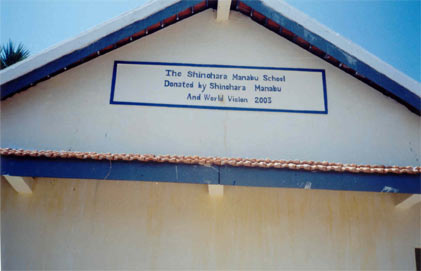 The Shinohara Manabu School
Donated by Shinohara Manabu
And World Vision 2003